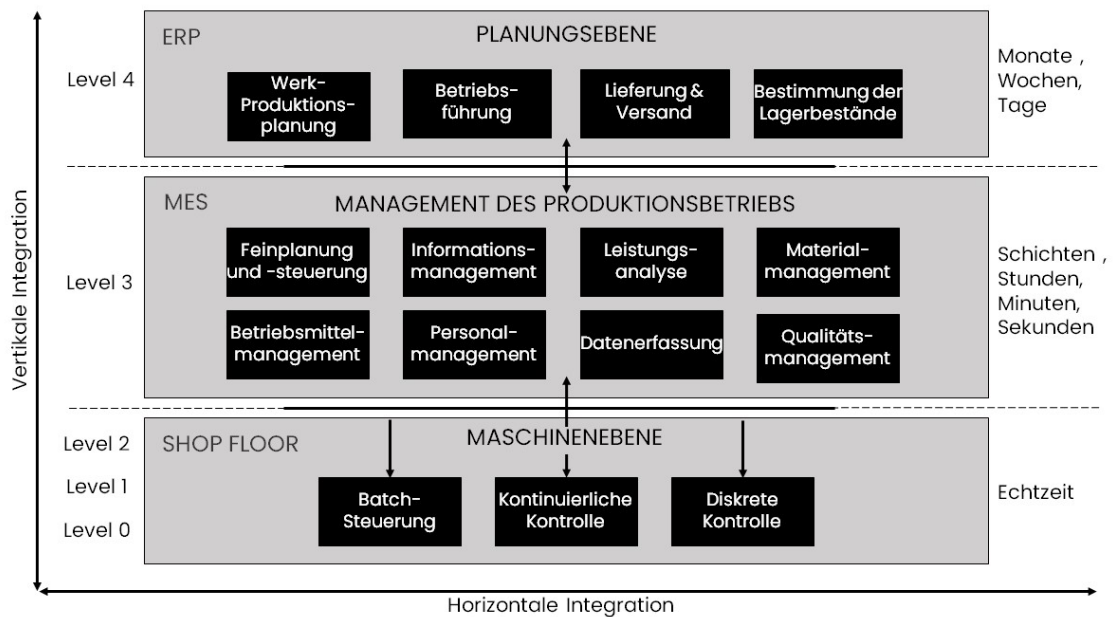 ERP
PLANUNGSEBENE
Level 4
Werk-
Produktions-
planung
Betriebs-
führung
Lieferung &
Versand
Bestimmung der
Lagerbestände
Monate ,
Wochen,
Tage
MES
MANAGEMENT DES PRODUKTIONSBETRIEBS
Level 3
Feinplanung
und -steuerung
Informations-
management
Leistungs-
analyse
Material-
management
Betriebsmittel-
management
Personal-
management
Datenerfassung
Qualitäts-
management
Schichten ,
Stunden,
Minuten,
Sekunden
SHOP FLOOR
MASCHINENEBENE
Level 2
Level 1
Level 0
Batch-
Steuerung
Kontinuierliche
Kontrolle
Diskrete
Kontrolle
Echtzeit
Vertikale Integration
Horizontale Integration